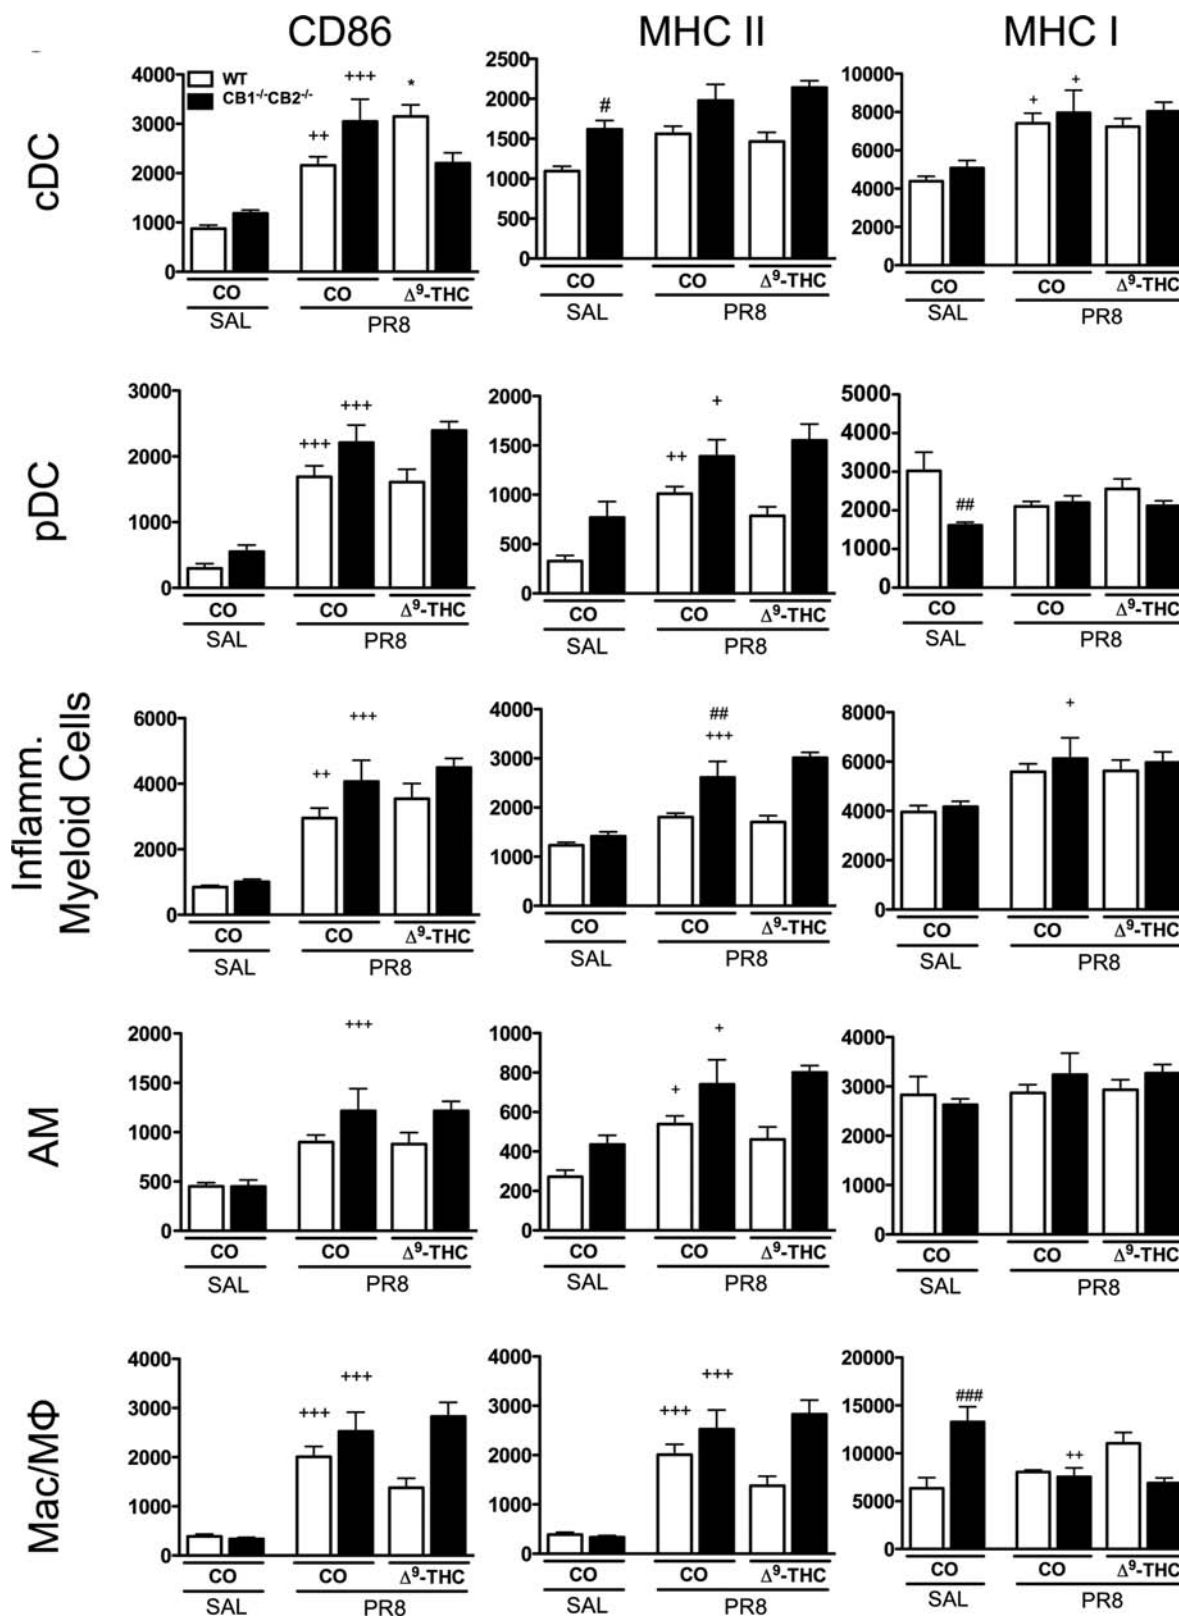 CD86 MHC II MHC I
cDC
4000 3000 2000 1000 0
WT
CB1-/-CB2-/-
++ +++ *
CO CO Δ9-THC
SAL PR8
2500 2000 1500 1000 500 0
#
CO CO Δ9-THC
SAL PR8
10000 8000 6000 4000 2000 0
+ +
CO CO Δ9-THC
SAL PR8
pDC
3000 2000 1000 0
+++ +++
CO CO Δ9-THC
SAL PR8
2000 1500 1000 500 0
++ +
CO CO Δ9-THC
SAL PR8
5000 4000 3000 2000 1000 0
##
CO CO Δ9-THC
SAL PR8
Inflamm.
Myeloid Cells
6000 4000 2000 0
++ +++
CO CO Δ9-THC
SAL PR8
4000 3000 2000 1000 0
##
+++
CO CO Δ9-THC
SAL PR8
8000 6000 4000 2000 0
+
CO CO Δ9-THC
SAL PR8
AM
2000 1500 1000 500 0
+++
CO CO Δ9-THC
SAL PR8
1000 800 600 400 200 0
+ +
CO CO Δ9-THC
SAL PR8
4000 3000 2000 1000 0
CO CO Δ9-THC
SAL PR8
Mac/MΦ
4000 3000 2000 1000 0
+++ +++
CO CO Δ9-THC
SAL PR8
4000 3000 2000 1000 0
+++ +++
CO CO Δ9-THC
SAL PR8
20000 15000 10000 5000 0
### ++
CO CO Δ9-THC
SAL PR8